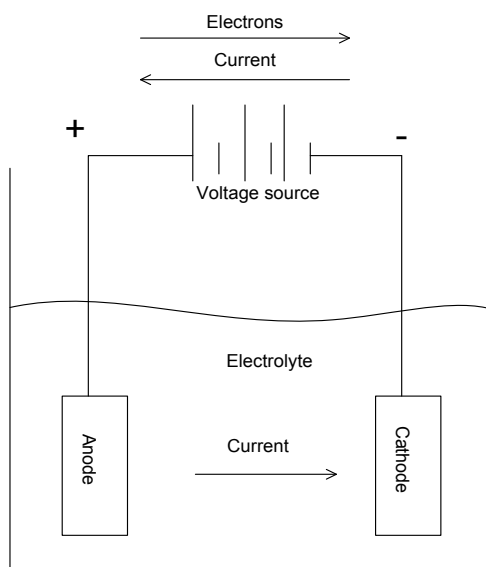 Electrons
Current
+ -
Voltage source
Electrolyte
Anode
Current
Cathode